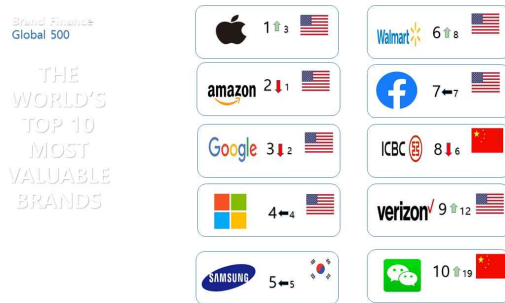 Brand Finance
Global 500
THE
WORLD'S
TOP 10
MOST
VALUABLE
BRANDS
1 3
amazon 2 1
Google 3 2
4 4
SAMSUNG 5 5
Walmart 6 8
7 7
ICBC 8 6
verizon 9 12
10 19